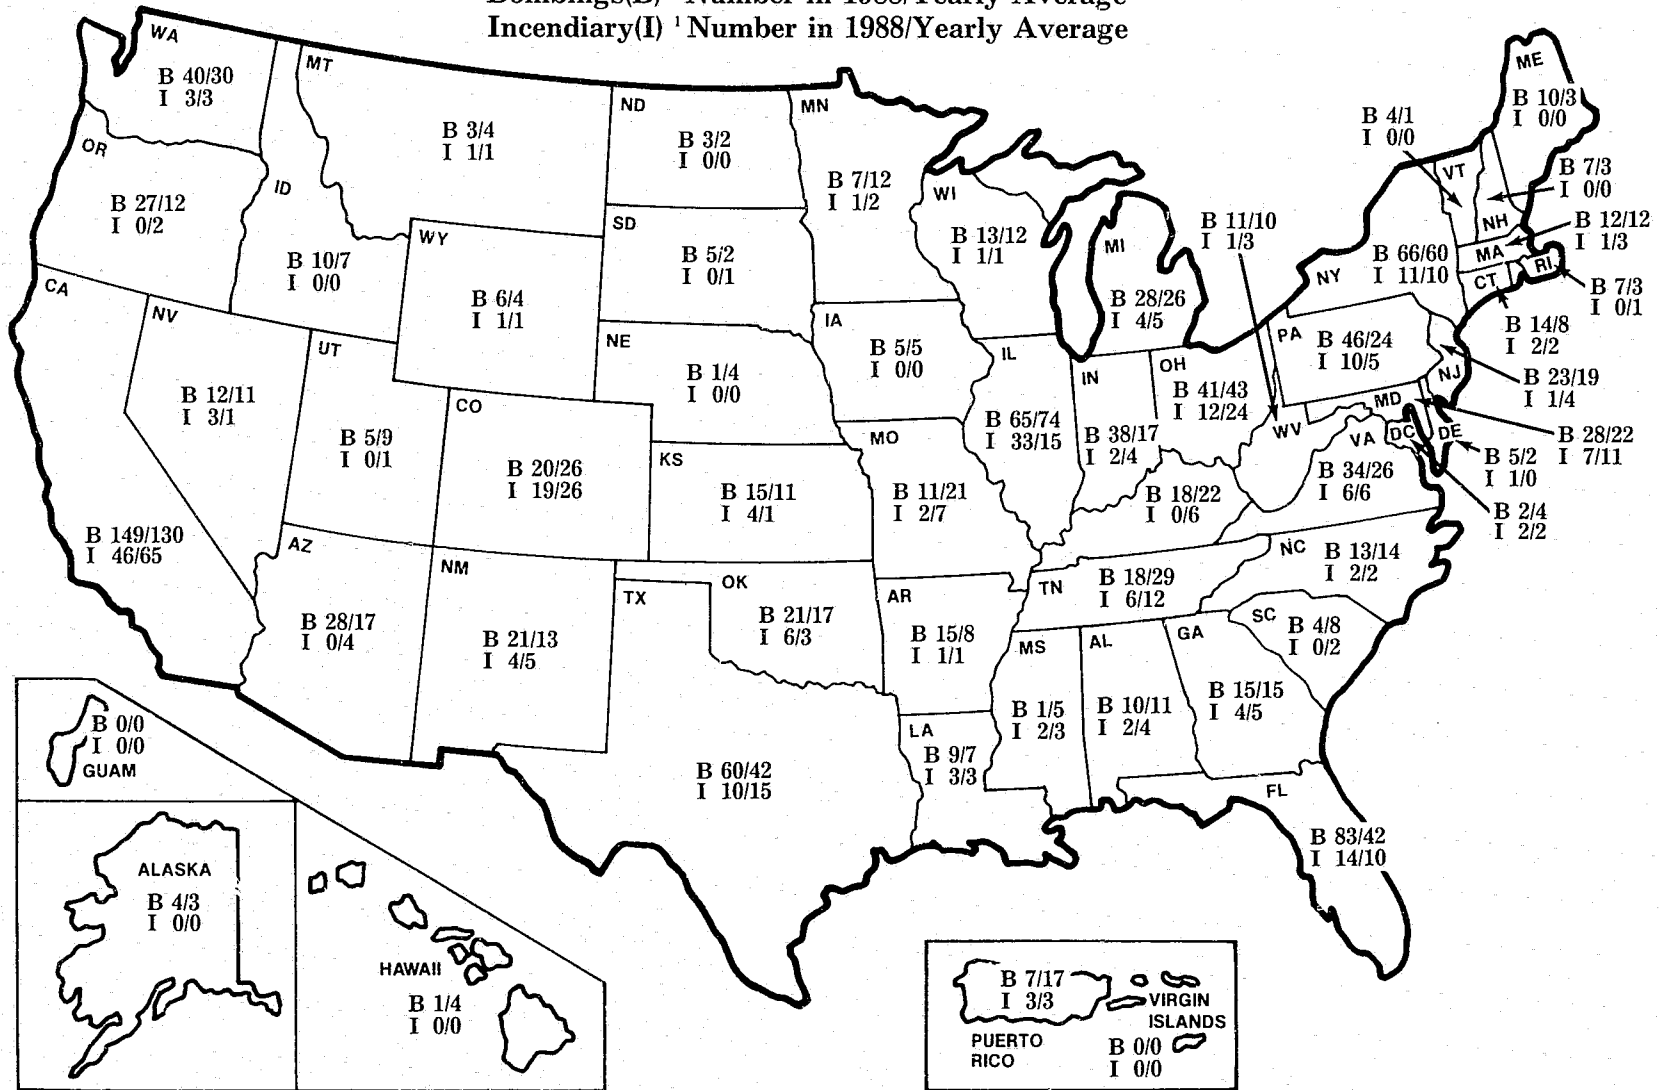 Bombings(B) ¹ Number in 1988/Yearly Average
Incendiary(I) ¹ Number in 1988/Yearly Average
WA
B 40/30
I 3/3
MT
B 3/4
I 1/1
ND
B 3/2
I 0/0
MN
B 7/12
I 1/2
ME
B 10/3
I 0/0
B 4/1
I 0/0
VT
B 7/3
I 0/0
NH
OR
B 27/12
I 0/2
ID
B 10/7
I 0/0
WY
B 6/4
I 1/1
SD
B 5/2
I 0/1
WI
B 13/12
I 1/1
MI
B 28/26
I 4/5
B 11/10
I 1/3
NY
B 66/60
I 11/10
MA
B 12/12
I 1/3
CT
RI
B 7/3
I 0/1
B 14/8
I 2/2
CA
B 149/130
I 46/65
NV
B 12/11
I 3/1
UT
B 5/9
I 0/1
CO
B 20/26
I 19/26
NE
B 1/4
I 0/0
IA
B 5/5
I 0/0
IL
B 65/74
I 33/15
IN
B 38/17
I 2/4
OH
B 41/43
I 12/24
PA
B 46/24
I 10/5
NJ
B 23/19
I 1/4
MD
B 28/22
I 7/11
WV
VA
B 34/26
I 6/6
DC
DE
B 5/2
I 1/0
B 2/4
I 2/2
KS
B 15/11
I 4/1
MO
B 11/21
I 2/7
B 18/22
I 0/6
AZ
B 28/17
I 0/4
NM
B 21/13
I 4/5
TX
B 60/42
I 10/15
OK
B 21/17
I 6/3
AR
B 15/8
I 1/1
TN
B 18/29
I 6/12
NC
B 13/14
I 2/2
SC
B 4/8
I 0/2
MS
B 1/5
I 2/3
AL
B 10/11
I 2/4
GA
B 15/15
I 4/5
LA
B 9/7
I 3/3
FL
B 83/42
I 14/10
B 0/0
I 0/0
GUAM
ALASKA
B 4/3
I 0/0
HAWAII
B 1/4
I 0/0
B 7/17
I 3/3
PUERTO
RICO
VIRGIN
ISLANDS
B 0/0
I 0/0